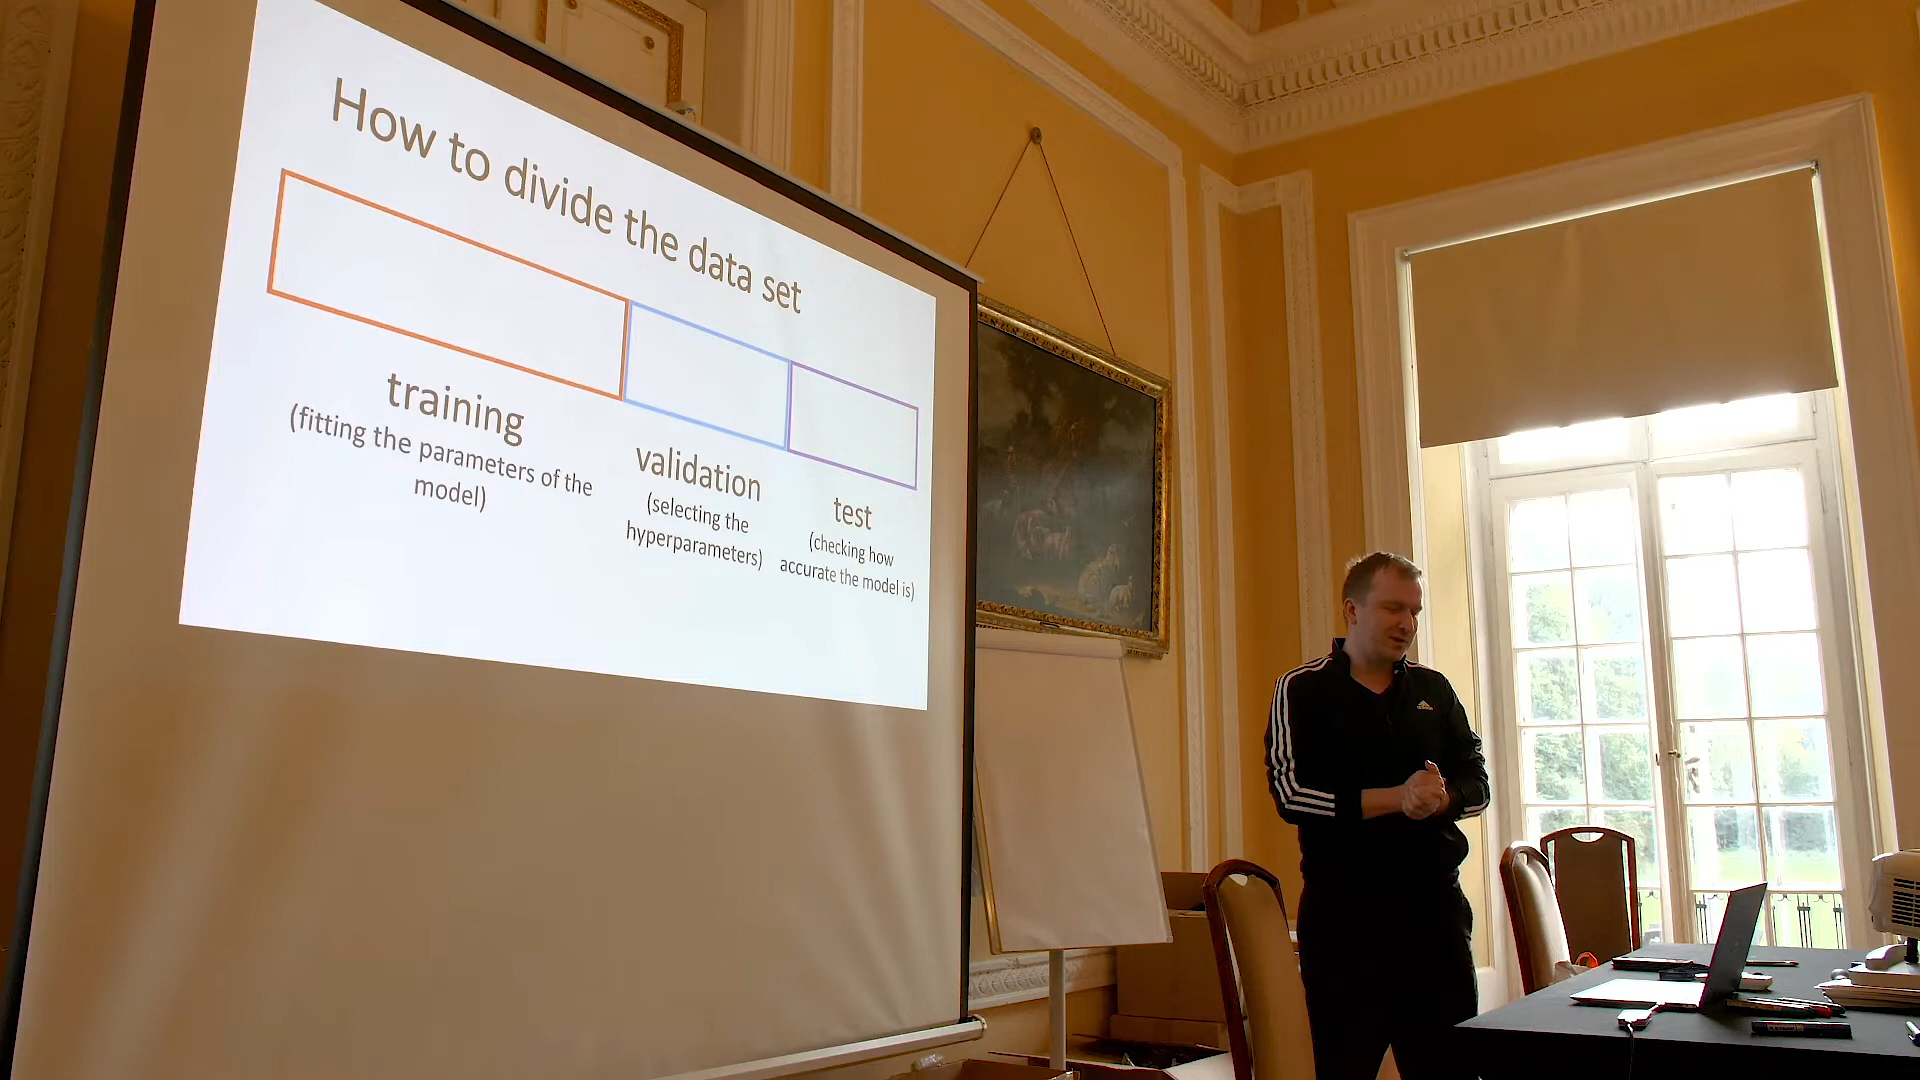 How to divide the data set
training
(fitting the parameters of the
model)
validation
(selecting the
hyperparameters)
test
(checking how
accurate the model is)
adidas